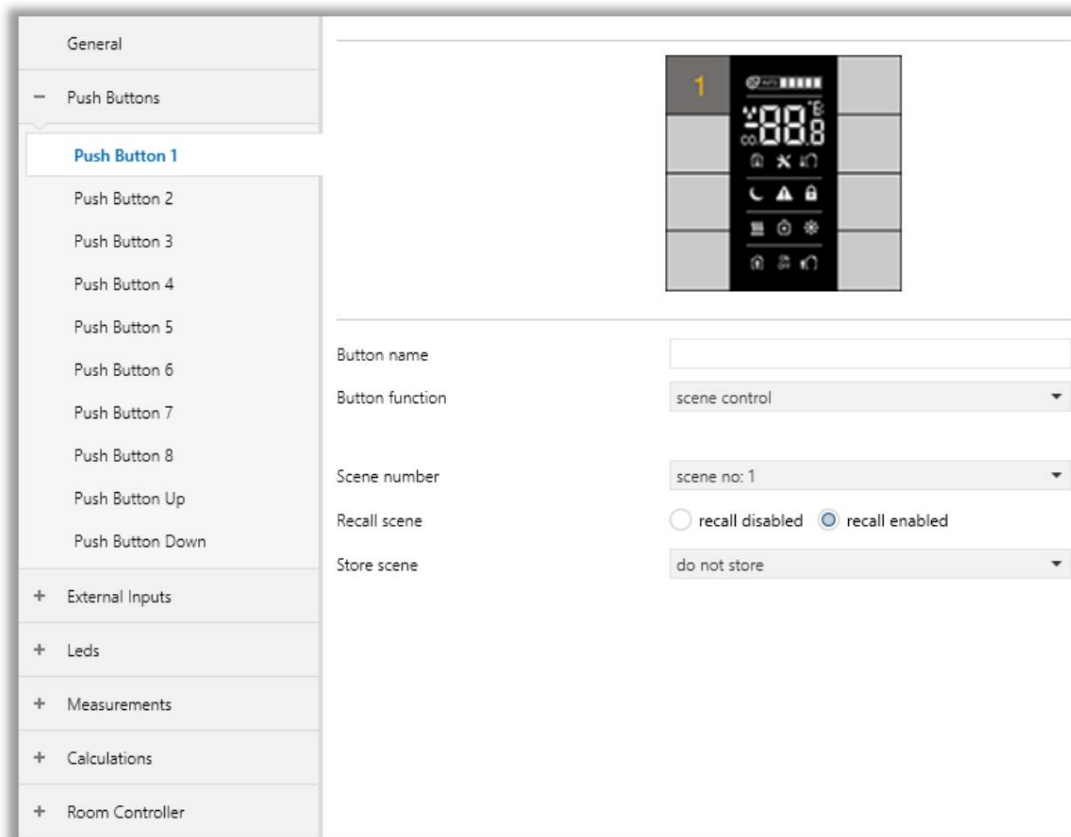 General
Push Buttons
Push Button 1
Push Button 2
Push Button 3
Push Button 4
Push Button 5
Push Button 6
Push Button 7
Push Button 8
Push Button Up
Push Button Down
External Inputs
Leds
Measurements
Calculations
Room Controller
1
88.8
Button name
Button function
scene control
Scene number
scene no: 1
Recall scene
recall disabled
recall enabled
Store scene
do not store